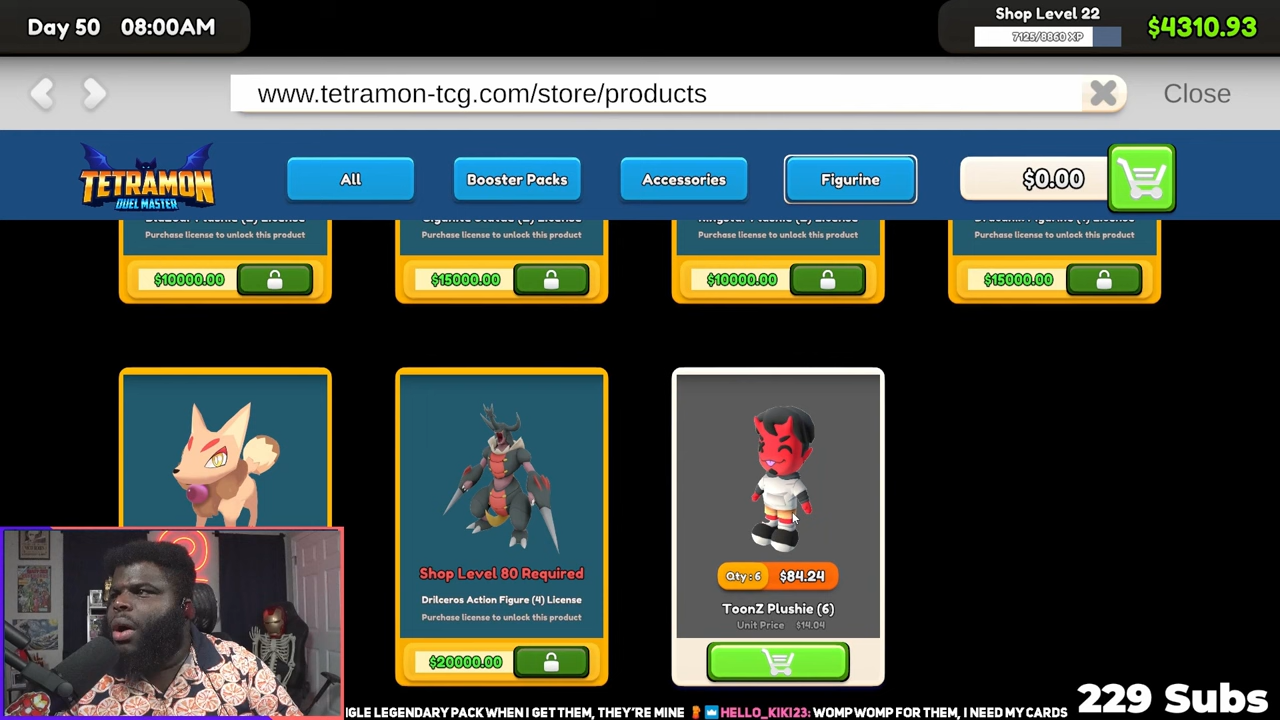 Day 50 08:00AM
Shop Level 22
7125/8860 XP
$4310.93
www.tetramon-tcg.com/store/products
Close
TETRAMON
DUEL MASTER
All
Booster Packs
Accessories
Figurine
$0.00
Purchase license to unlock this product
Purchase license to unlock this product
Purchase license to unlock this product
Purchase license to unlock this product
$10000.00
$15000.00
$10000.00
$15000.00
Shop Level 80 Required
Drilceros Action Figure (4) License
Purchase license to unlock this product
$20000.00
Qty : 6 $84.24
ToonZ Plushie (6)
Unit Price $14.04
229 Subs
IGLE LEGENDARY PACK WHEN I GET THEM, THEY'RE MINE HELLO_KIKI23: WOMP WOMP FOR THEM, I NEED MY CARDS